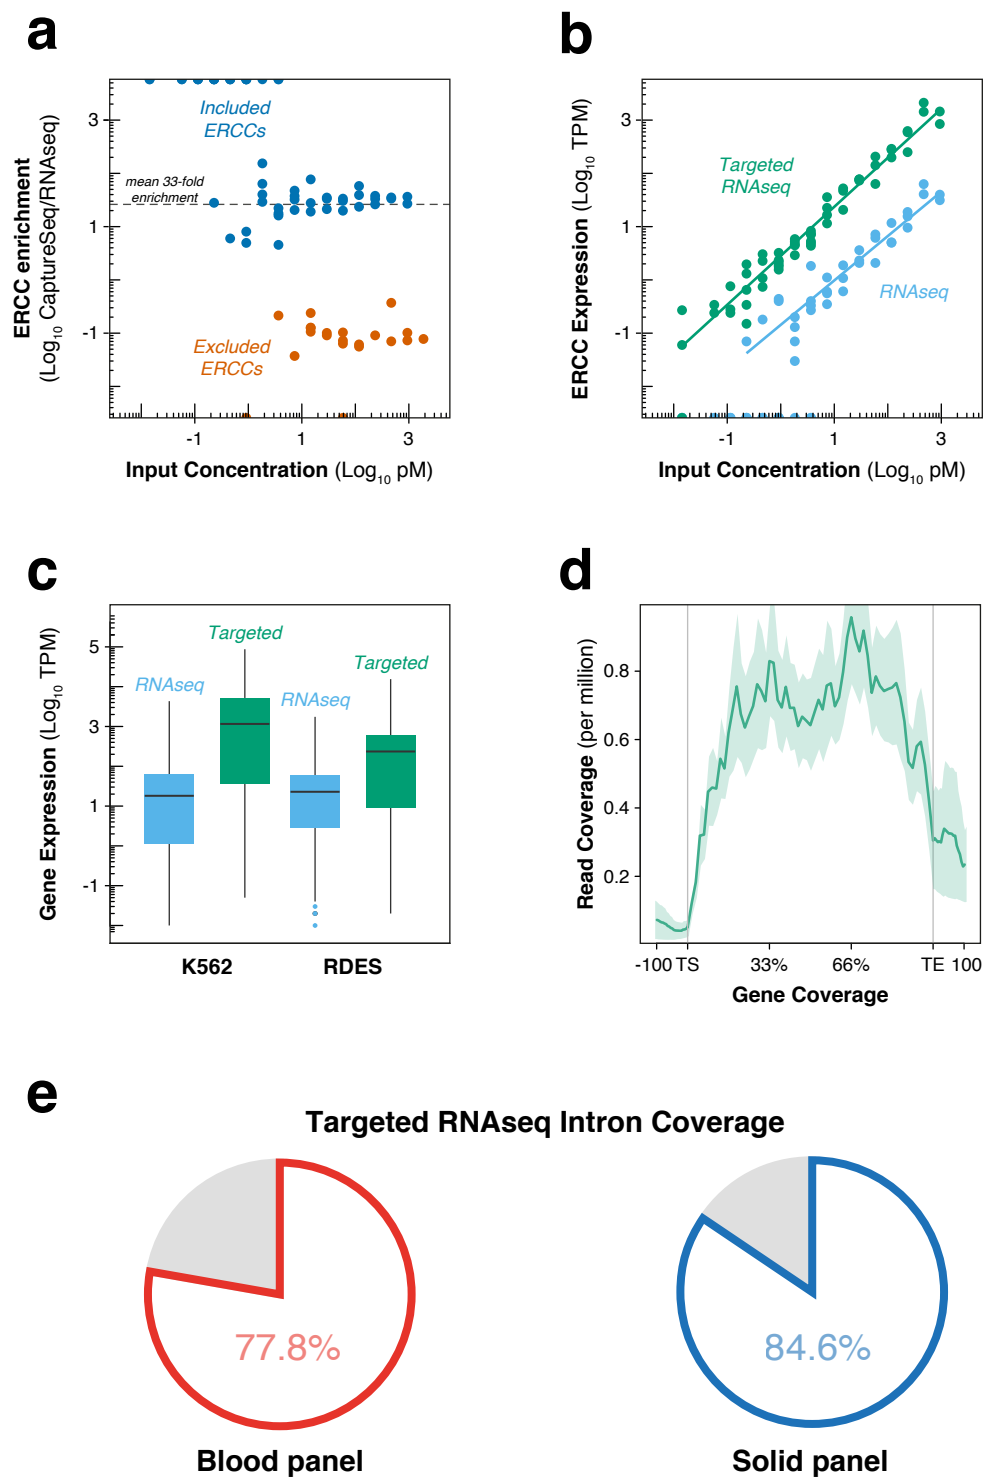 a
ERCC enrichment
(Log10 CaptureSeq/RNAseq)
3
1
-1
Included
ERCCs
mean 33-fold
enrichment
Excluded
ERCCs
-1
1
3
Input Concentration (Log10 pM)
b
ERCC Expression (Log10 TPM)
3
1
-1
Targeted
RNAseq
RNAseq
-1
1
3
Input Concentration (Log10 pM)
c
Gene Expression (Log10 TPM)
5
3
1
-1
Targeted
RNAseq
Targeted
RNAseq
K562
RDES
d
Read Coverage (per million)
0.8
0.6
0.4
0.2
-100 TS
33%
66%
TE 100
Gene Coverage
e
Targeted RNAseq Intron Coverage
77.8%
84.6%
Blood panel
Solid panel